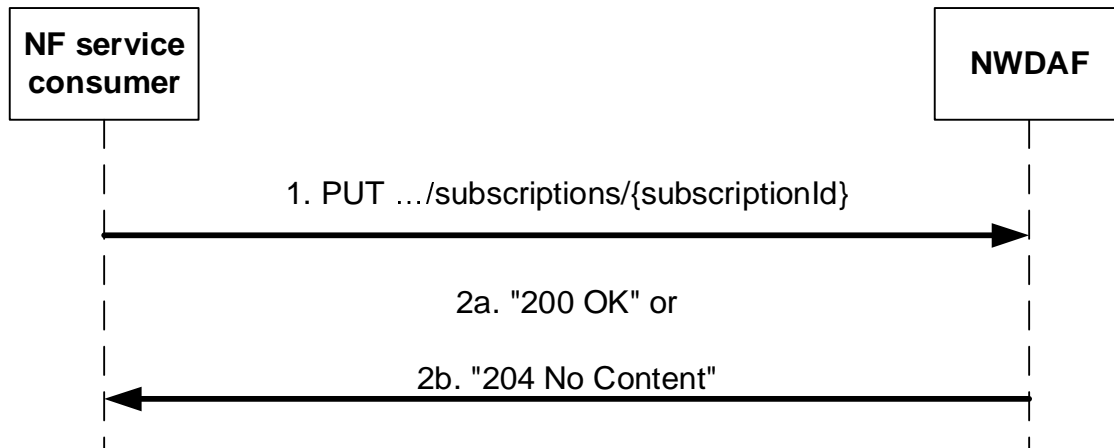 NF service
consumer
NWDAF
1. PUT …/subscriptions/{subscriptionId}
2a. "200 OK" or
2b. "204 No Content"